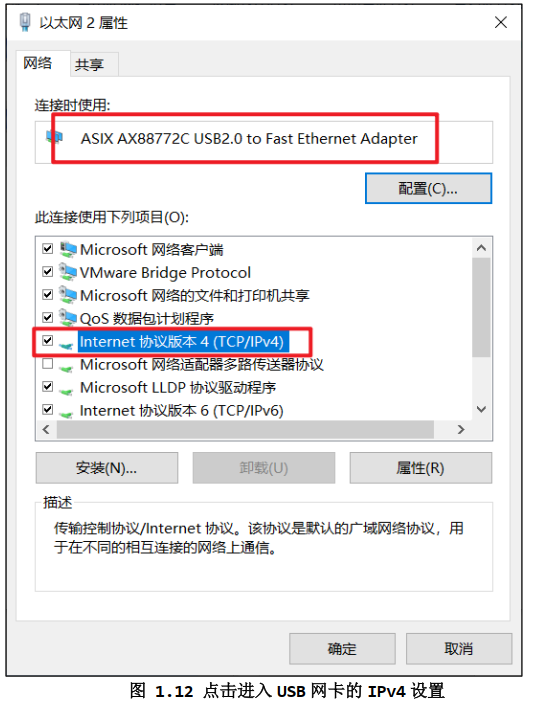 以太网 2 属性
网络
共享
连接时使用:
ASIX AX88772C USB2.0 to Fast Ethernet Adapter
配置(C)...
此连接使用下列项目(O):
Microsoft 网络客户端
VMware Bridge Protocol
Microsoft 网络的文件和打印机共享
QoS 数据包计划程序
Internet 协议版本 4 (TCP/IPv4)
Microsoft 网络适配器多路传送器协议
Microsoft LLDP 协议驱动程序
Internet 协议版本 6 (TCP/IPv6)
安装(N)...
卸载(U)
属性(R)
描述
传输控制协议/Internet 协议。该协议是默认的广域网络协议，用
于在不同的相互连接的网络上通信。
确定
取消
图 1.12 点击进入 USB 网卡的 IPv4 设置